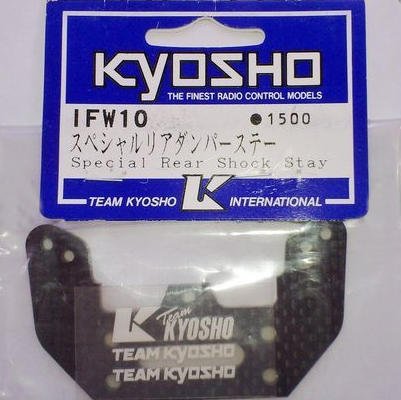 KYOSHO
THE FINEST RADIO CONTROL MODELS
IFW10 ●1500
スペシャルリアダンパーステー
Special Rear Shock Stay
TEAM KYOSHO K INTERNATIONAL
K Team
KYOSHO
TEAM KYOSHO
TEAM KYOSHO